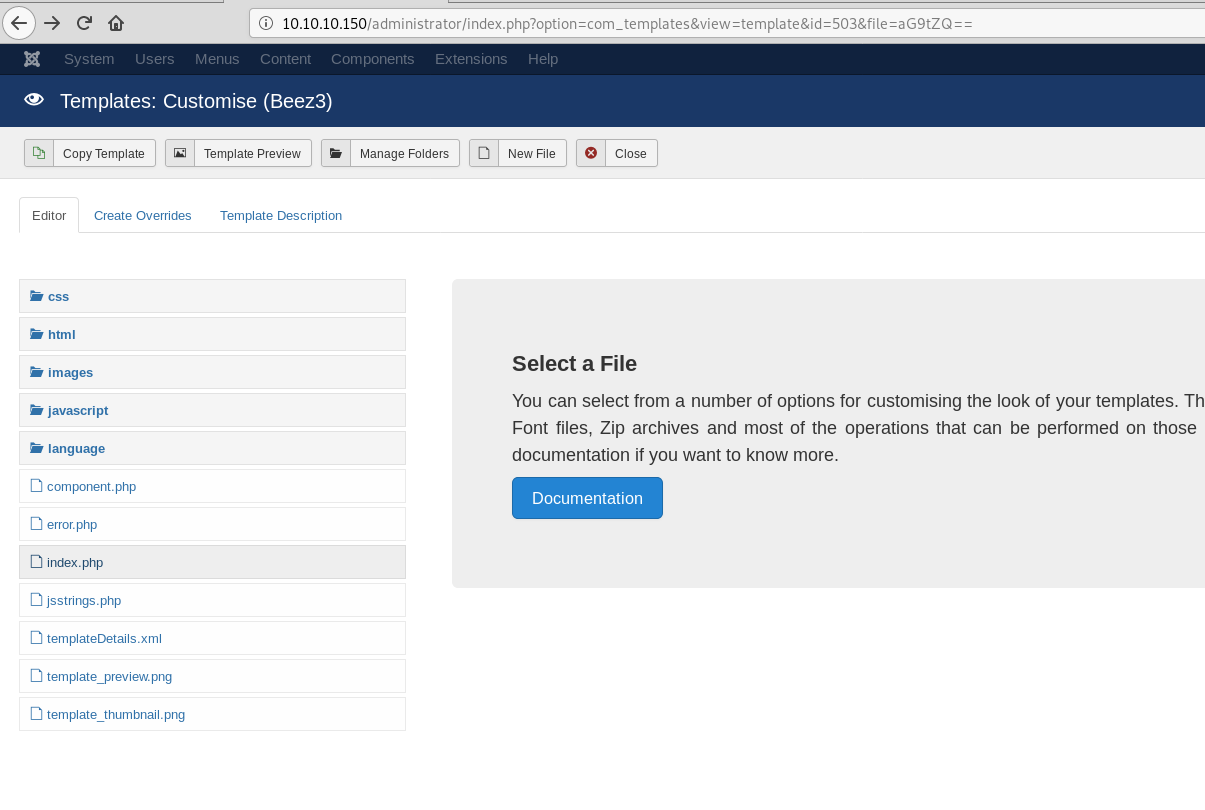 10.10.10.150/administrator/index.php?option=com_templates&view=template&id=503&file=aG9tZQ==
System Users Menus Content Components Extensions Help
Templates: Customise (Beez3)
Copy Template Template Preview Manage Folders New File Close
Editor Create Overrides Template Description
css
html
images
javascript
language
component.php
error.php
index.php
jsstrings.php
templateDetails.xml
template_preview.png
template_thumbnail.png
Select a File
You can select from a number of options for customising the look of your templates. Th
Font files, Zip archives and most of the operations that can be performed on those
documentation if you want to know more.
Documentation